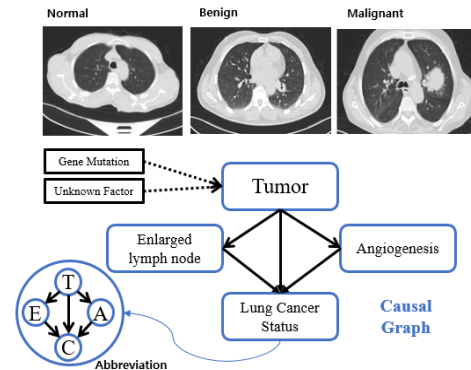 Normal
Benign
Malignant
Gene Mutation
Unknown Factor
Tumor
Enlarged
lymph node
Angiogenesis
Lung Cancer
Status
Causal
Graph
T
E
A
C
Abbreviation